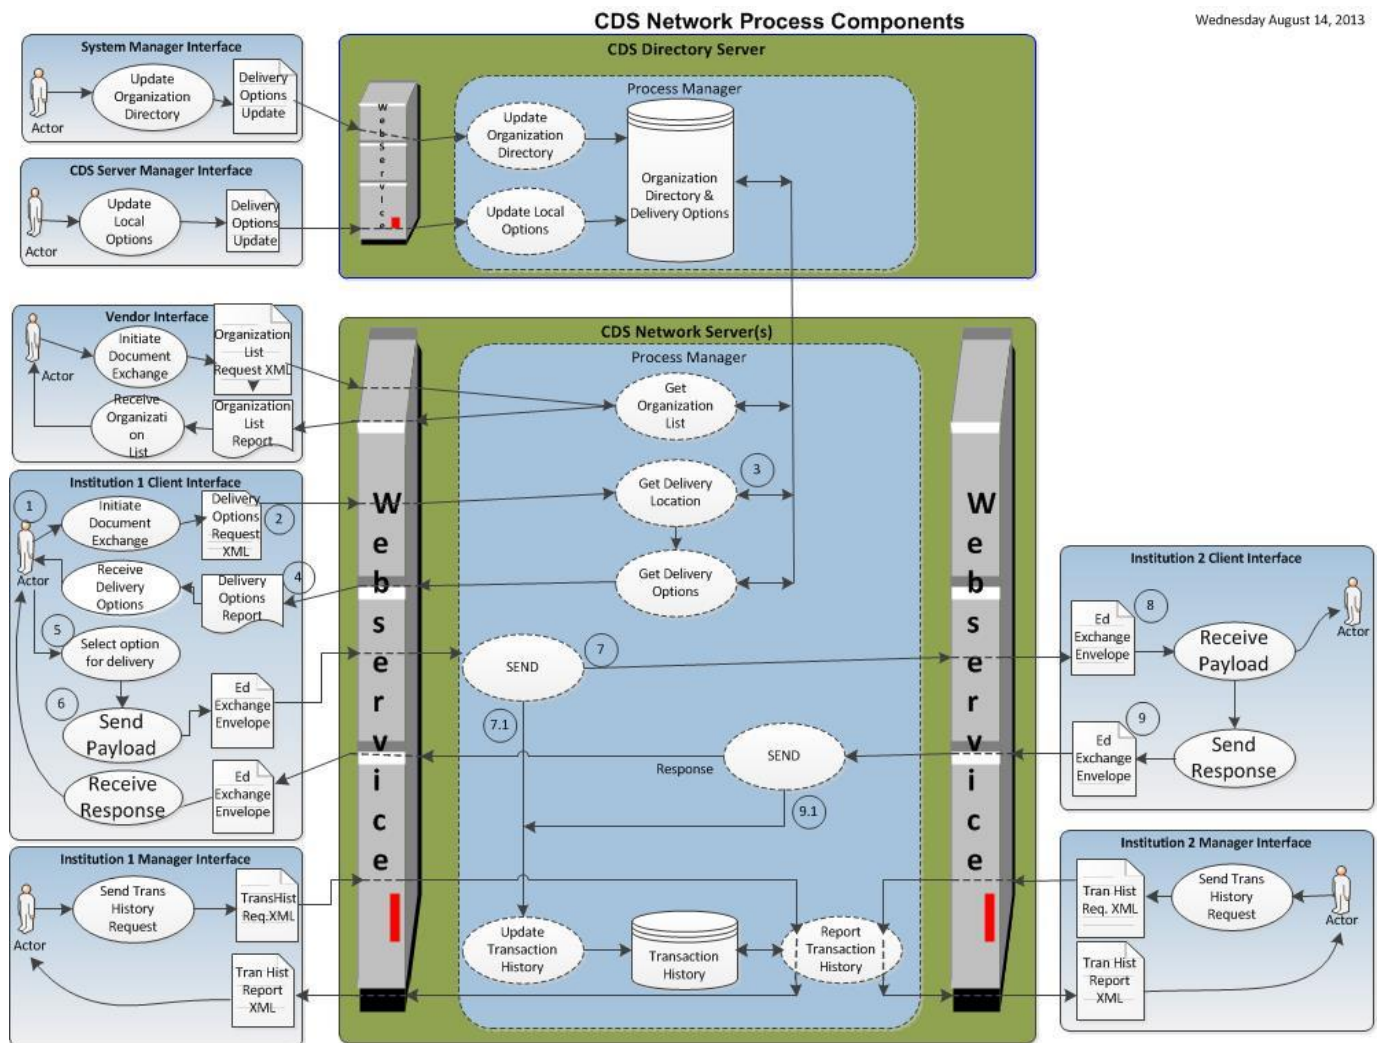 CDS Network Process Components
Wednesday August 14, 2013
System Manager Interface
Actor
Update
Organization
Directory
Delivery
Options
Update
CDS Server Manager Interface
Actor
Update
Local
Options
Delivery
Options
Update
CDS Directory Server
Web Service
Process Manager
Update
Organization
Directory
Update Local
Options
Organization
Directory &
Delivery Options
Vendor Interface
Actor
Initiate
Document
Exchange
Organization
List
Request XML
Receive
Organizati
on
List
Organization
List
Report
Institution 1 Client Interface
1
Actor
Initiate
Document
Exchange
Delivery
Options
Request
XML
2
Receive
Delivery
Options
Delivery
Options
Report
4
5
Select option
for delivery
6
Send
Payload
Ed
Exchange
Envelope
Receive
Response
Ed
Exchange
Envelope
Institution 1 Manager Interface
Actor
Send Trans
History
Request
TransHist
Req.XML
Tran Hist
Report
XML
CDS Network Server(s)
Web Service
Process Manager
Get
Organization
List
3
Get Delivery
Location
Get Delivery
Options
SEND
7
7.1
Response
SEND
9.1
Update
Transaction
History
Transaction
History
Report
Transaction
History
Web Service
Institution 2 Client Interface
Ed
Exchange
Envelope
8
Receive
Payload
Actor
Ed
Exchange
Envelope
9
Send
Response
Institution 2 Manager Interface
Tran Hist
Req. XML
Send Trans
History
Request
Actor
Tran Hist
Report
XML